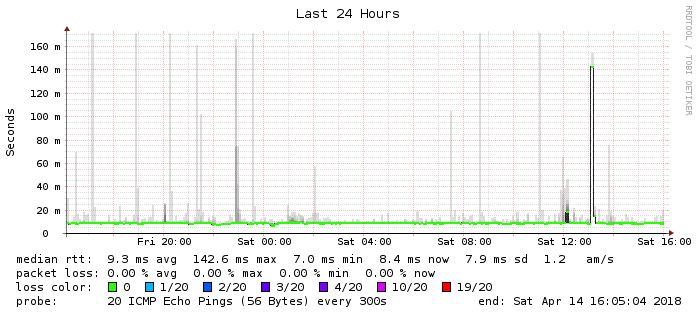 Last 24 Hours
RRDTOOL / TOBI OETIKER
Seconds
160 m
140 m
120 m
100 m
80 m
60 m
40 m
20 m
0
Fri 20:00 Sat 00:00 Sat 04:00 Sat 08:00 Sat 12:00 Sat 16:00
median rtt: 9.3 ms avg 142.6 ms max 7.0 ms min 8.4 ms now 7.9 ms sd 1.2 am/s
packet loss: 0.00 % avg 0.00 % max 0.00 % min 0.00 % now
loss color: 0 1/20 2/20 3/20 4/20 10/20 19/20
probe: 20 ICMP Echo Pings (56 Bytes) every 300s end: Sat Apr 14 16:05:04 2018